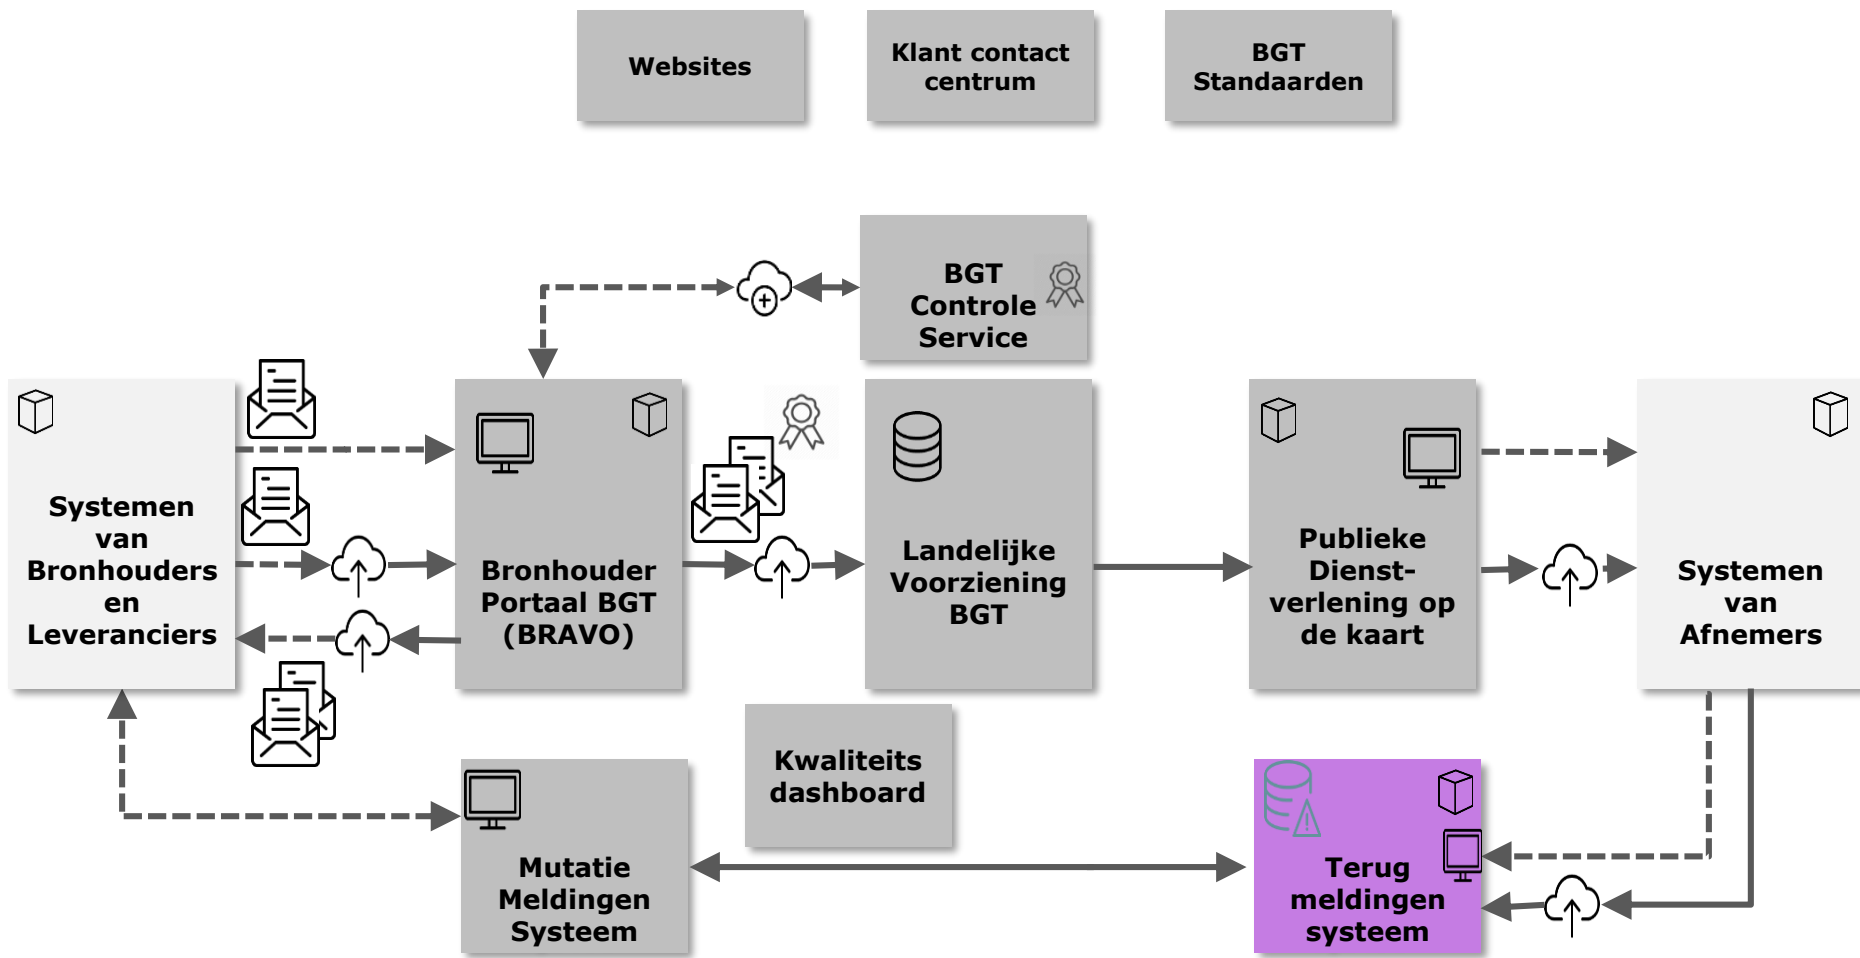 Websites
Klant contact
centrum
BGT
Standaarden
BGT
Controle
Service
Systemen
van
Bronhouders
en
Leveranciers
Bronhouder
Portaal BGT
(BRAVO)
Landelijke
Voorziening
BGT
Publieke
Dienst-
verlening op
de kaart
Systemen
van
Afnemers
Kwaliteits
dashboard
Mutatie
Meldingen
Systeem
Terug
meldingen
systeem